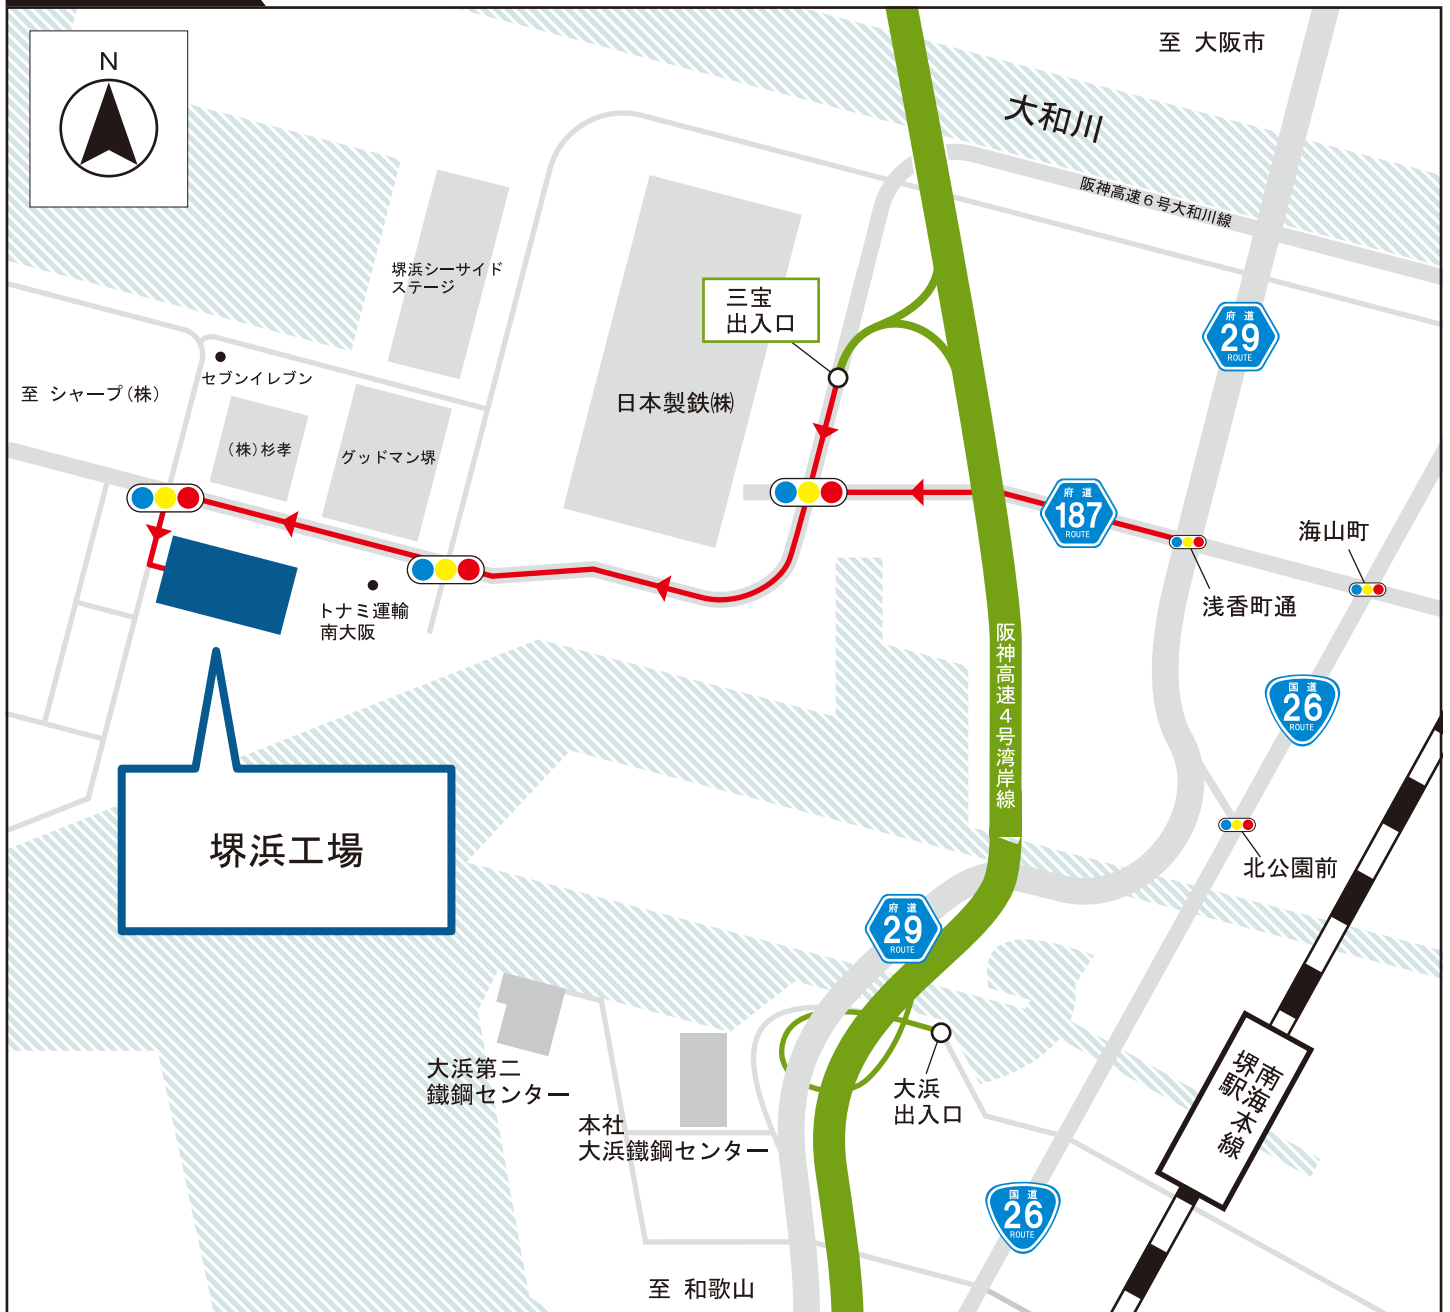 N
至 大阪市
大和川
阪神高速６号大和川線
堺浜シーサイド
ステージ
三宝
出入口
府道
29
ROUTE
セブンイレブン
至 シャープ(株)
日本製鉄㈱
(株)杉孝
グッドマン堺
府道
187
ROUTE
海山町
浅香町通
トナミ運輸
南大阪
阪神高速４号湾岸線
国道
26
ROUTE
堺浜工場
北公園前
府道
29
ROUTE
大浜第二
鐵鋼センター
本社
大浜鐵鋼センター
大浜
出入口
南海本線
堺駅
国道
26
ROUTE
至 和歌山